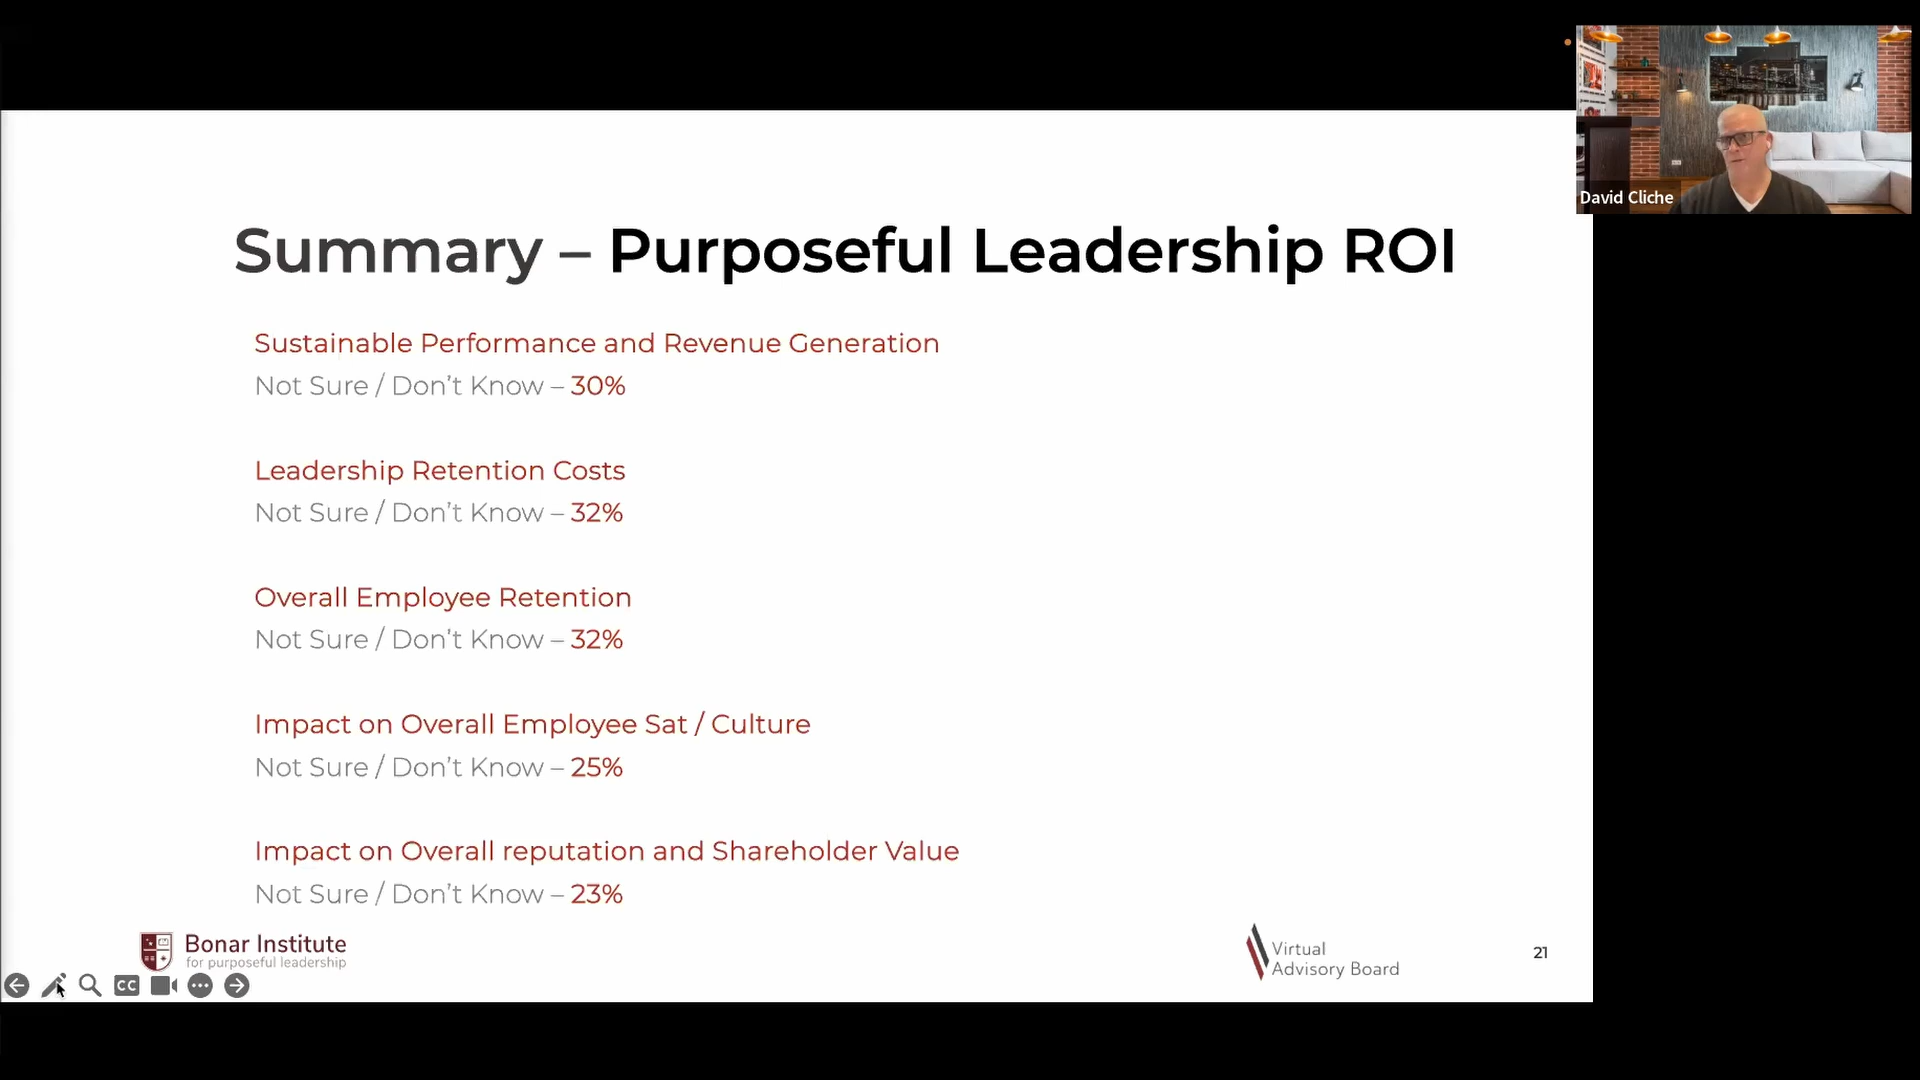 David Cliche
Summary – Purposeful Leadership ROI
Sustainable Performance and Revenue Generation
Not Sure / Don’t Know – 30%
Leadership Retention Costs
Not Sure / Don’t Know – 32%
Overall Employee Retention
Not Sure / Don’t Know – 32%
Impact on Overall Employee Sat / Culture
Not Sure / Don’t Know – 25%
Impact on Overall reputation and Shareholder Value
Not Sure / Don’t Know – 23%
Bonar Institute
for purposeful leadership
Virtual
Advisory Board
21
CC